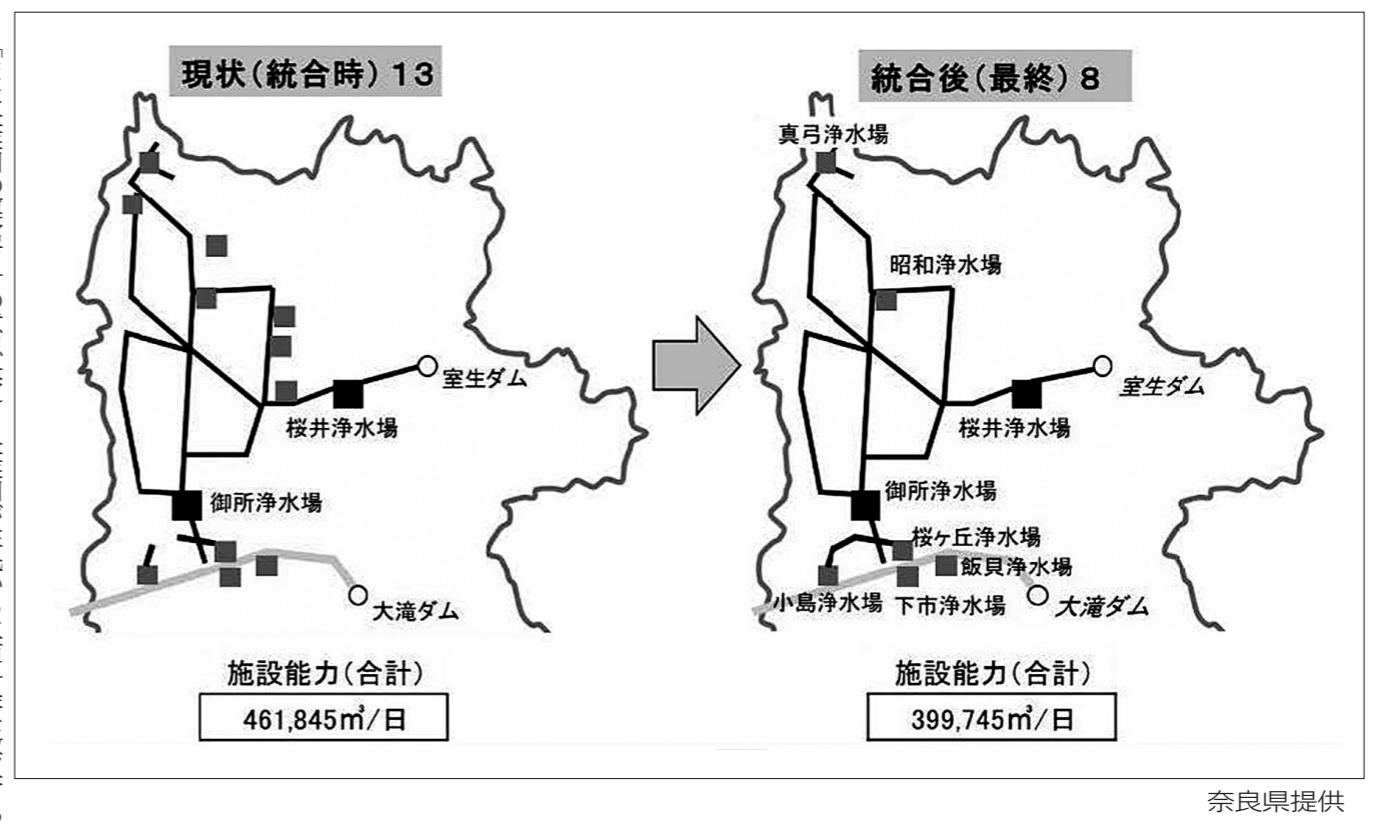 現状(統合時)13
室生ダム
桜井浄水場
御所浄水場
大滝ダム
施設能力(合計)
461,845㎥/日
統合後(最終)8
真弓浄水場
昭和浄水場
室生ダム
桜井浄水場
御所浄水場
桜ヶ丘浄水場
飯貝浄水場
小島浄水場
下市浄水場
大滝ダム
施設能力(合計)
399,745㎥/日
奈良県提供